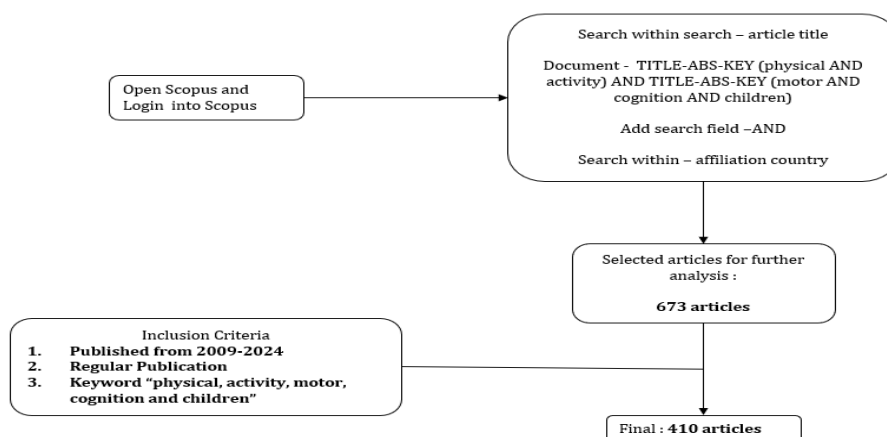 Open Scopus and
Login into Scopus
Search within search – article title
Document - TITLE-ABS-KEY (physical AND
activity) AND TITLE-ABS-KEY (motor AND
cognition AND children)
Add search field –AND
Search within – affiliation country
Selected articles for further
analysis :
673 articles
Inclusion Criteria
1. Published from 2009-2024
2. Regular Publication
3. Keyword “physical, activity, motor,
cognition and children”
Final : 410 articles